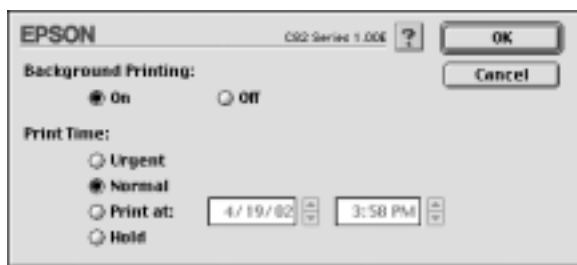 EPSON C82 Series 1.00E ? OK
Background Printing: Cancel
On Off
Print Time:
Urgent
Normal
Print at: 4/19/02 3:58 PM
Hold